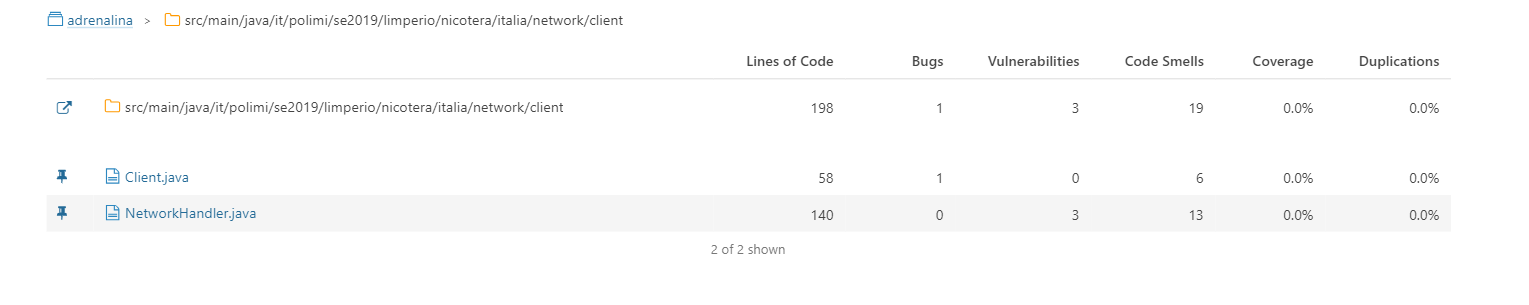 adrenalina > src/main/java/it/polimi/se2019/limperio/nicotera/italia/network/client
Lines of Code Bugs Vulnerabilities Code Smells Coverage Duplications
src/main/java/it/polimi/se2019/limperio/nicotera/italia/network/client 198 1 3 19 0.0% 0.0%
Client.java 58 1 0 6 0.0% 0.0%
NetworkHandler.java 140 0 3 13 0.0% 0.0%
2 of 2 shown